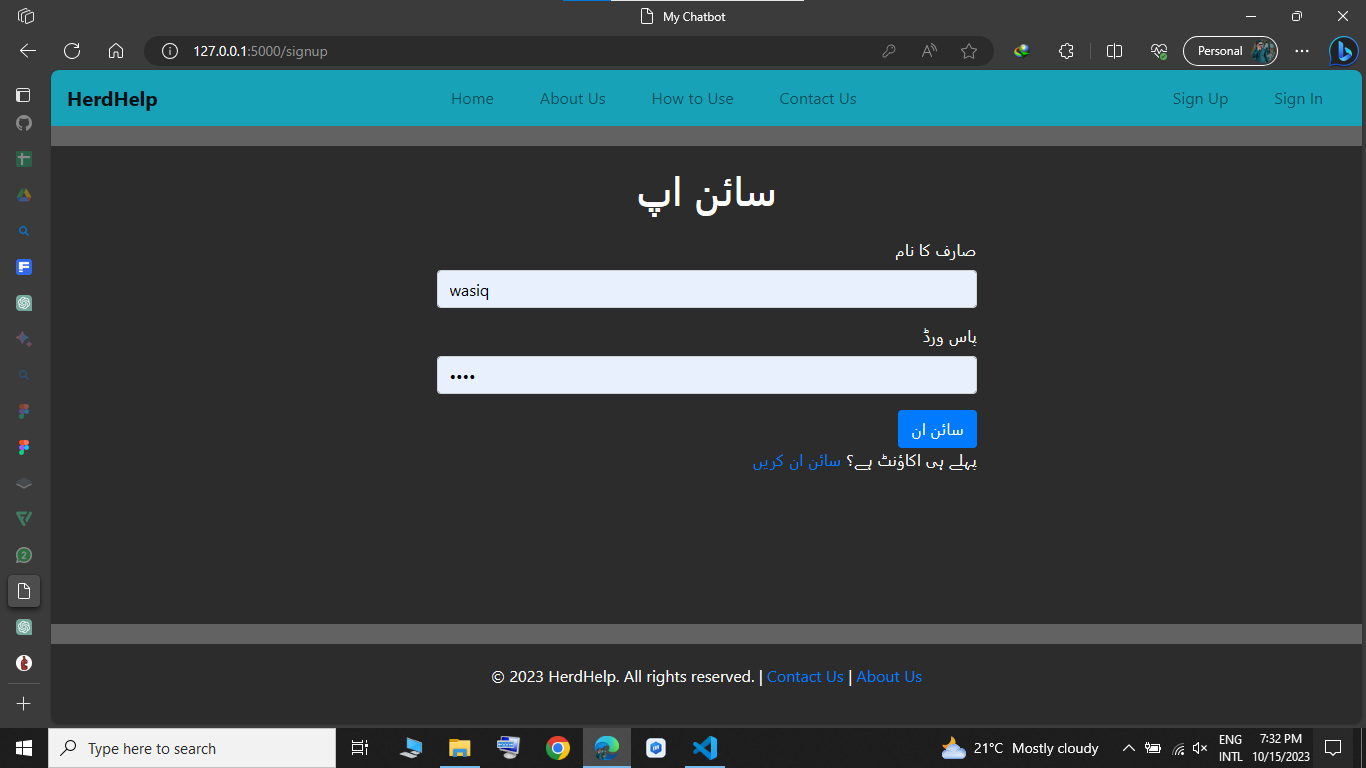 My Chatbot
127.0.0.1:5000/signup
Personal
HerdHelp
Home
About Us
How to Use
Contact Us
Sign Up
Sign In
سائن اپ
صارف کا نام
wasiq
پاس ورڈ
••••
سائن ان
پہلے ہی اکاؤنٹ ہے؟ سائن ان کریں
© 2023 HerdHelp. All rights reserved. | Contact Us | About Us
Type here to search
21°C Mostly cloudy
ENG
INTL
7:32 PM
10/15/2023